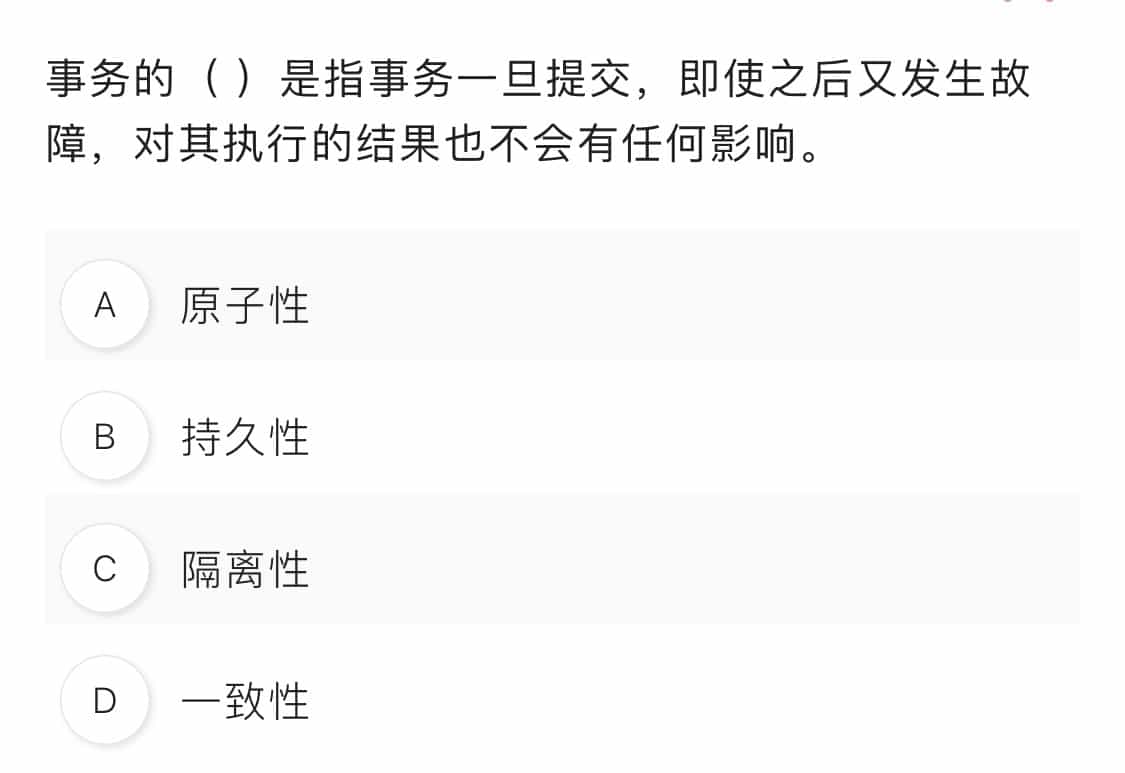 事务的（ ）是指事务一旦提交，即使之后又发生故
障，对其执行的结果也不会有任何影响。
A 原子性
B 持久性
C 隔离性
D 一致性